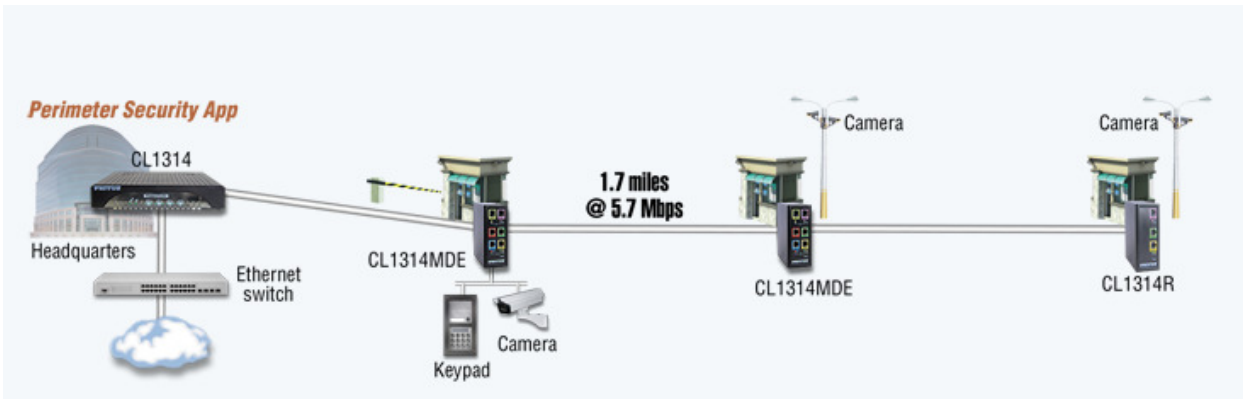 Perimeter Security App
CL1314
Headquarters
Ethernet
switch
CL1314MDE
Keypad
Camera
1.7 miles
@ 5.7 Mbps
Camera
CL1314MDE
Camera
CL1314R